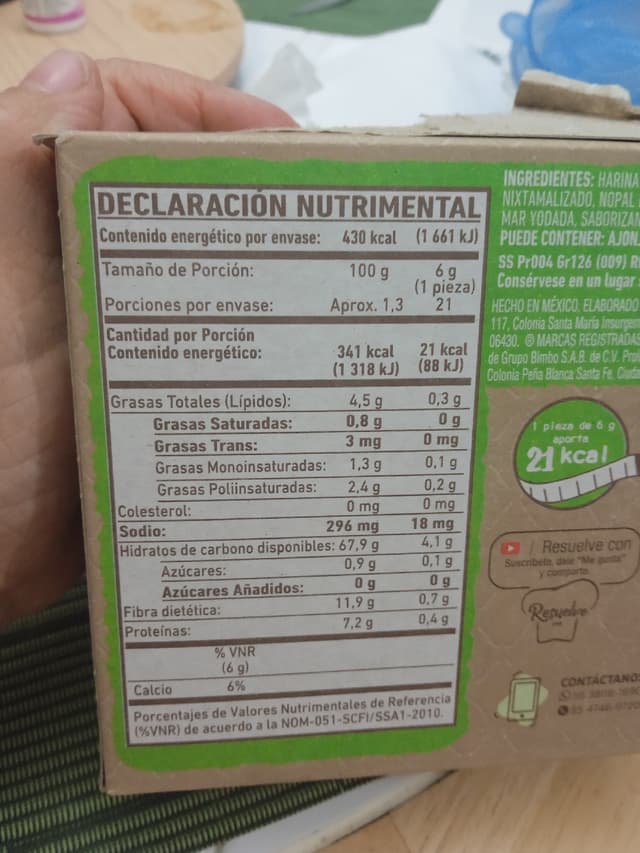 DECLARACIÓN NUTRIMENTAL
Contenido energético por envase: 430 kcal (1 661 kJ)
Tamaño de Porción: 100 g 6 g
(1 pieza)
Porciones por envase: Aprox. 1,3 21
Cantidad por Porción
Contenido energético: 341 kcal 21 kcal
(1 318 kJ) (88 kJ)
Grasas Totales (Lípidos): 4,5 g 0,3 g
Grasas Saturadas: 0,8 g 0 g
Grasas Trans: 3 mg 0 mg
Grasas Monoinsaturadas: 1,3 g 0,1 g
Grasas Poliinsaturadas: 2,4 g 0,2 g
Colesterol: 0 mg 0 mg
Sodio: 296 mg 18 mg
Hidratos de carbono disponibles: 67,9 g 4,1 g
Azúcares: 0,9 g 0,1 g
Azúcares Añadidos: 0 g 0 g
Fibra dietética: 11,9 g 0,7 g
Proteínas: 7,2 g 0,4 g
% VNR
(6 g)
Calcio 6%
Porcentajes de Valores Nutrimentales de Referencia
(%VNR) de acuerdo a la NOM-051-SCFI/SSA1-2010.
INGREDIENTES: HARINA
NIXTAMALIZADO, NOPAL
MAR YODADA, SABORIZAN
PUEDE CONTENER: AJON
SS Pr004 Gr126 (009) R
Consérvese en un lugar
HECHO EN MÉXICO. ELABORADO
117, Colonia Santa María Insurgen
06430. ® MARCAS REGISTRADAS
de Grupo Bimbo S.A.B. de C.V. Pro
Colonia Peña Blanca Santa Fe, Ciuda
1 pieza de 6 g
aporta
21 kcal
Resuelve con
Suscríbete, dale "Me gusta"
y comparte.
Resuelve
CONTÁCTANOS